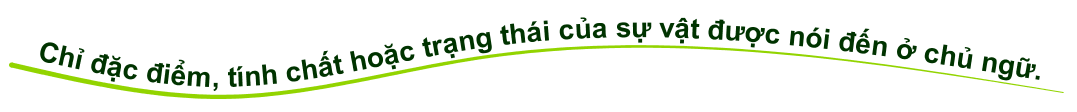 Chỉ đặc điểm, tính chất hoặc trạng thái của sự vật được nói đến ở chủ ngữ.